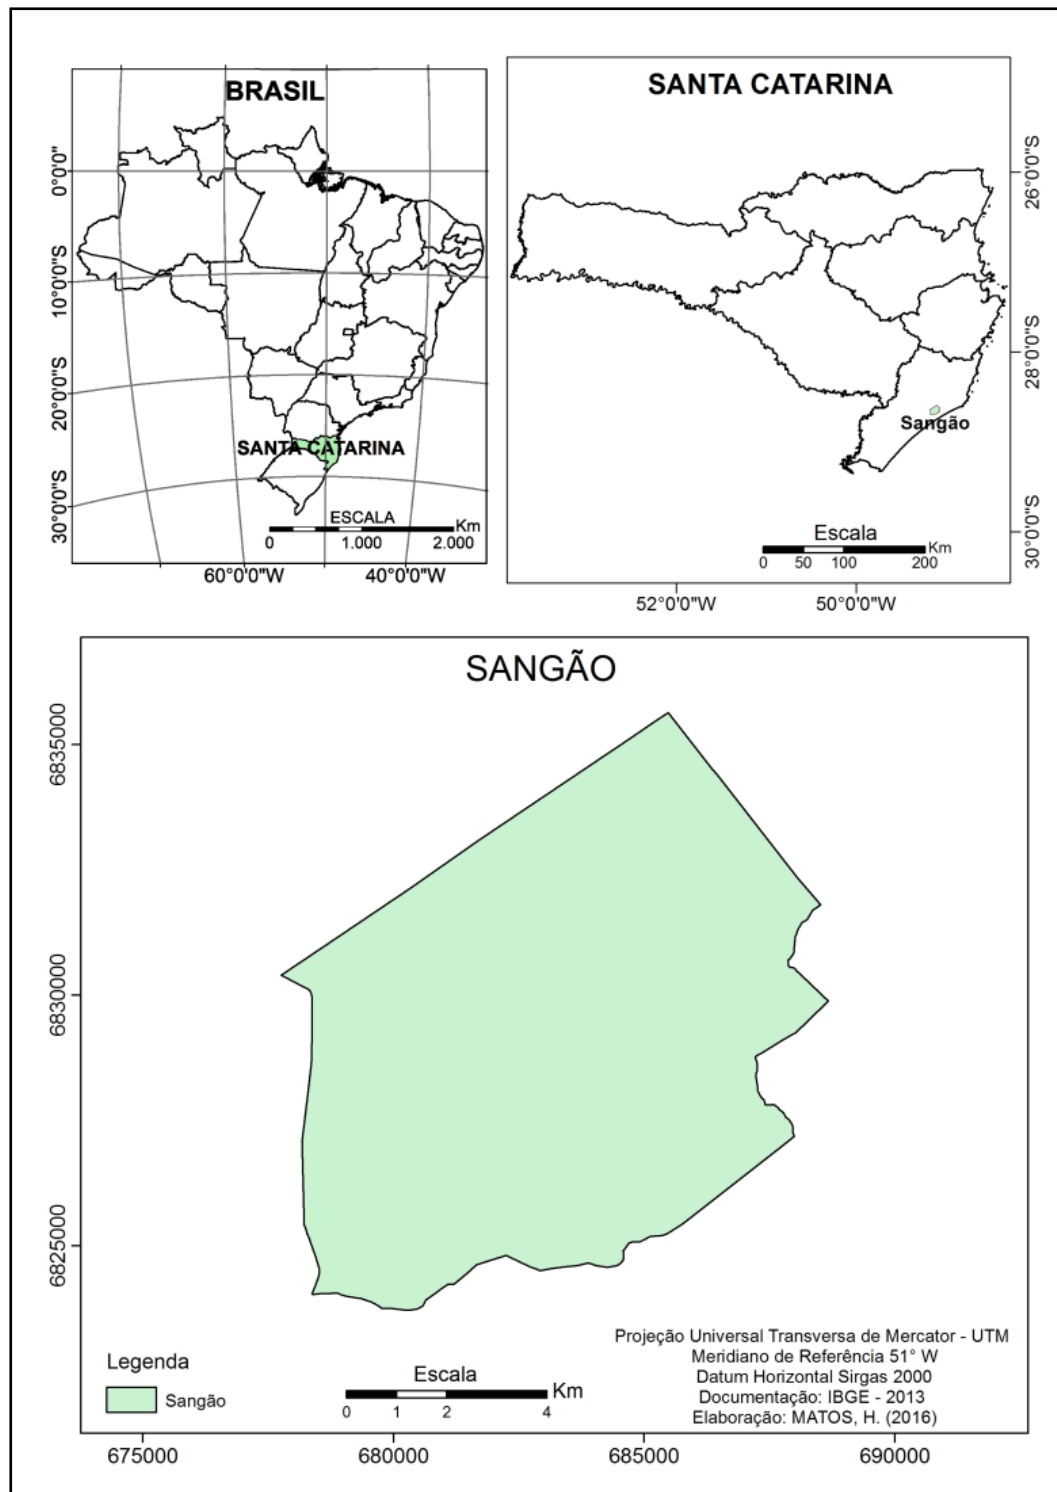 BRASIL
0°0'0"
10°0'0"S
20°0'0"S
30°0'0"S
SANTA CATARINA
ESCALA
Km
0 1.000 2.000
60°0'0"W 40°0'0"W
SANTA CATARINA
26°0'0"S
28°0'0"S
30°0'0"S
Sangão
Escala
Km
0 50 100 200
52°0'0"W 50°0'0"W
SANGÃO
6835000
6830000
6825000
Legenda
Sangão
Escala
Km
0 1 2 4
Projeção Universal Transversa de Mercator - UTM
Meridiano de Referência 51° W
Datum Horizontal Sirgas 2000
Documentação: IBGE - 2013
Elaboração: MATOS, H. (2016)
675000 680000 685000 690000